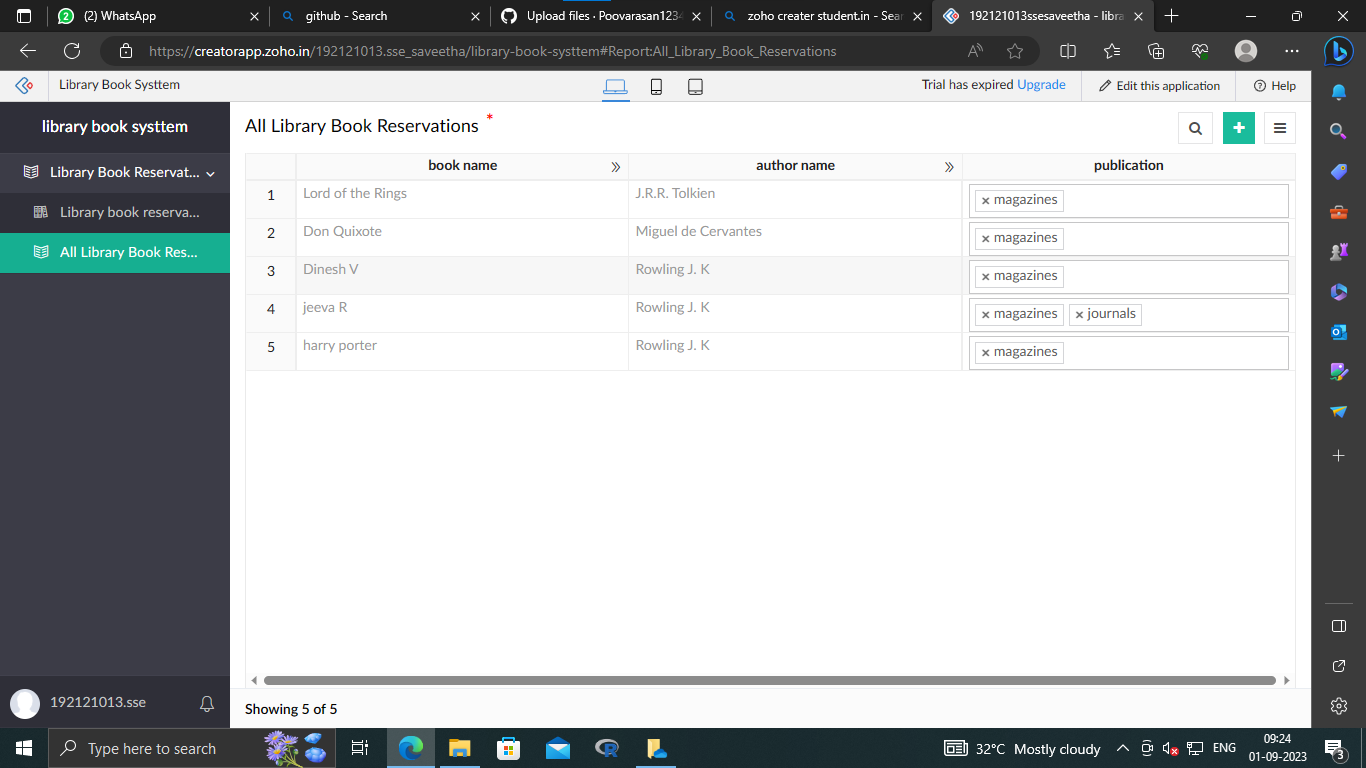 (2) WhatsApp
github - Search
Upload files · Poovarasan1234
zoho creater student.in - Sear
192121013ssesaveetha - libra
https://creatorapp.zoho.in/192121013.sse_saveetha/library-book-systtem#Report:All_Library_Book_Reservations
Library Book Systtem
Trial has expired Upgrade
Edit this application
Help
library book systtem
Library Book Reservat...
Library book reserva...
All Library Book Res...
All Library Book Reservations *
book name author name publication
1 Lord of the Rings J.R.R. Tolkien × magazines
2 Don Quixote Miguel de Cervantes × magazines
3 Dinesh V Rowling J. K × magazines
4 jeeva R Rowling J. K × magazines × journals
5 harry porter Rowling J. K × magazines
192121013.sse
Showing 5 of 5
Type here to search
32°C Mostly cloudy
ENG
09:24
01-09-2023
3